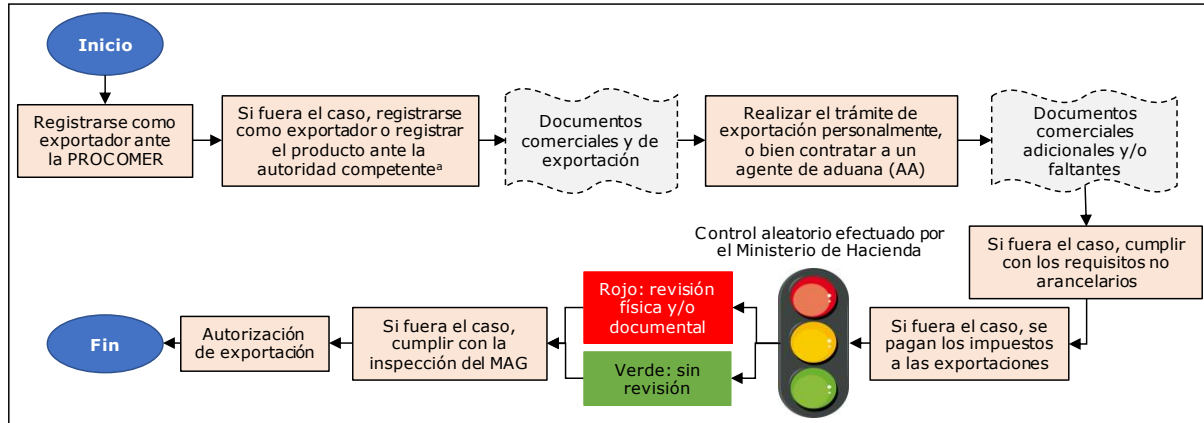 Inicio
Registrarse como
exportador ante
la PROCOMER
Si fuera el caso, registrarse
como exportador o registrar
el producto ante la
autoridad competenteᵃ
Documentos
comerciales y de
exportación
Realizar el trámite de
exportación personalmente,
o bien contratar a un
agente de aduana (AA)
Documentos
comerciales
adicionales y/o
faltantes
Si fuera el caso, cumplir
con los requisitos no
arancelarios
Si fuera el caso, se
pagan los impuestos
a las exportaciones
Control aleatorio efectuado por
el Ministerio de Hacienda
Rojo: revisión
física y/o
documental
Verde: sin
revisión
Si fuera el caso,
cumplir con la
inspección del MAG
Autorización
de exportación
Fin